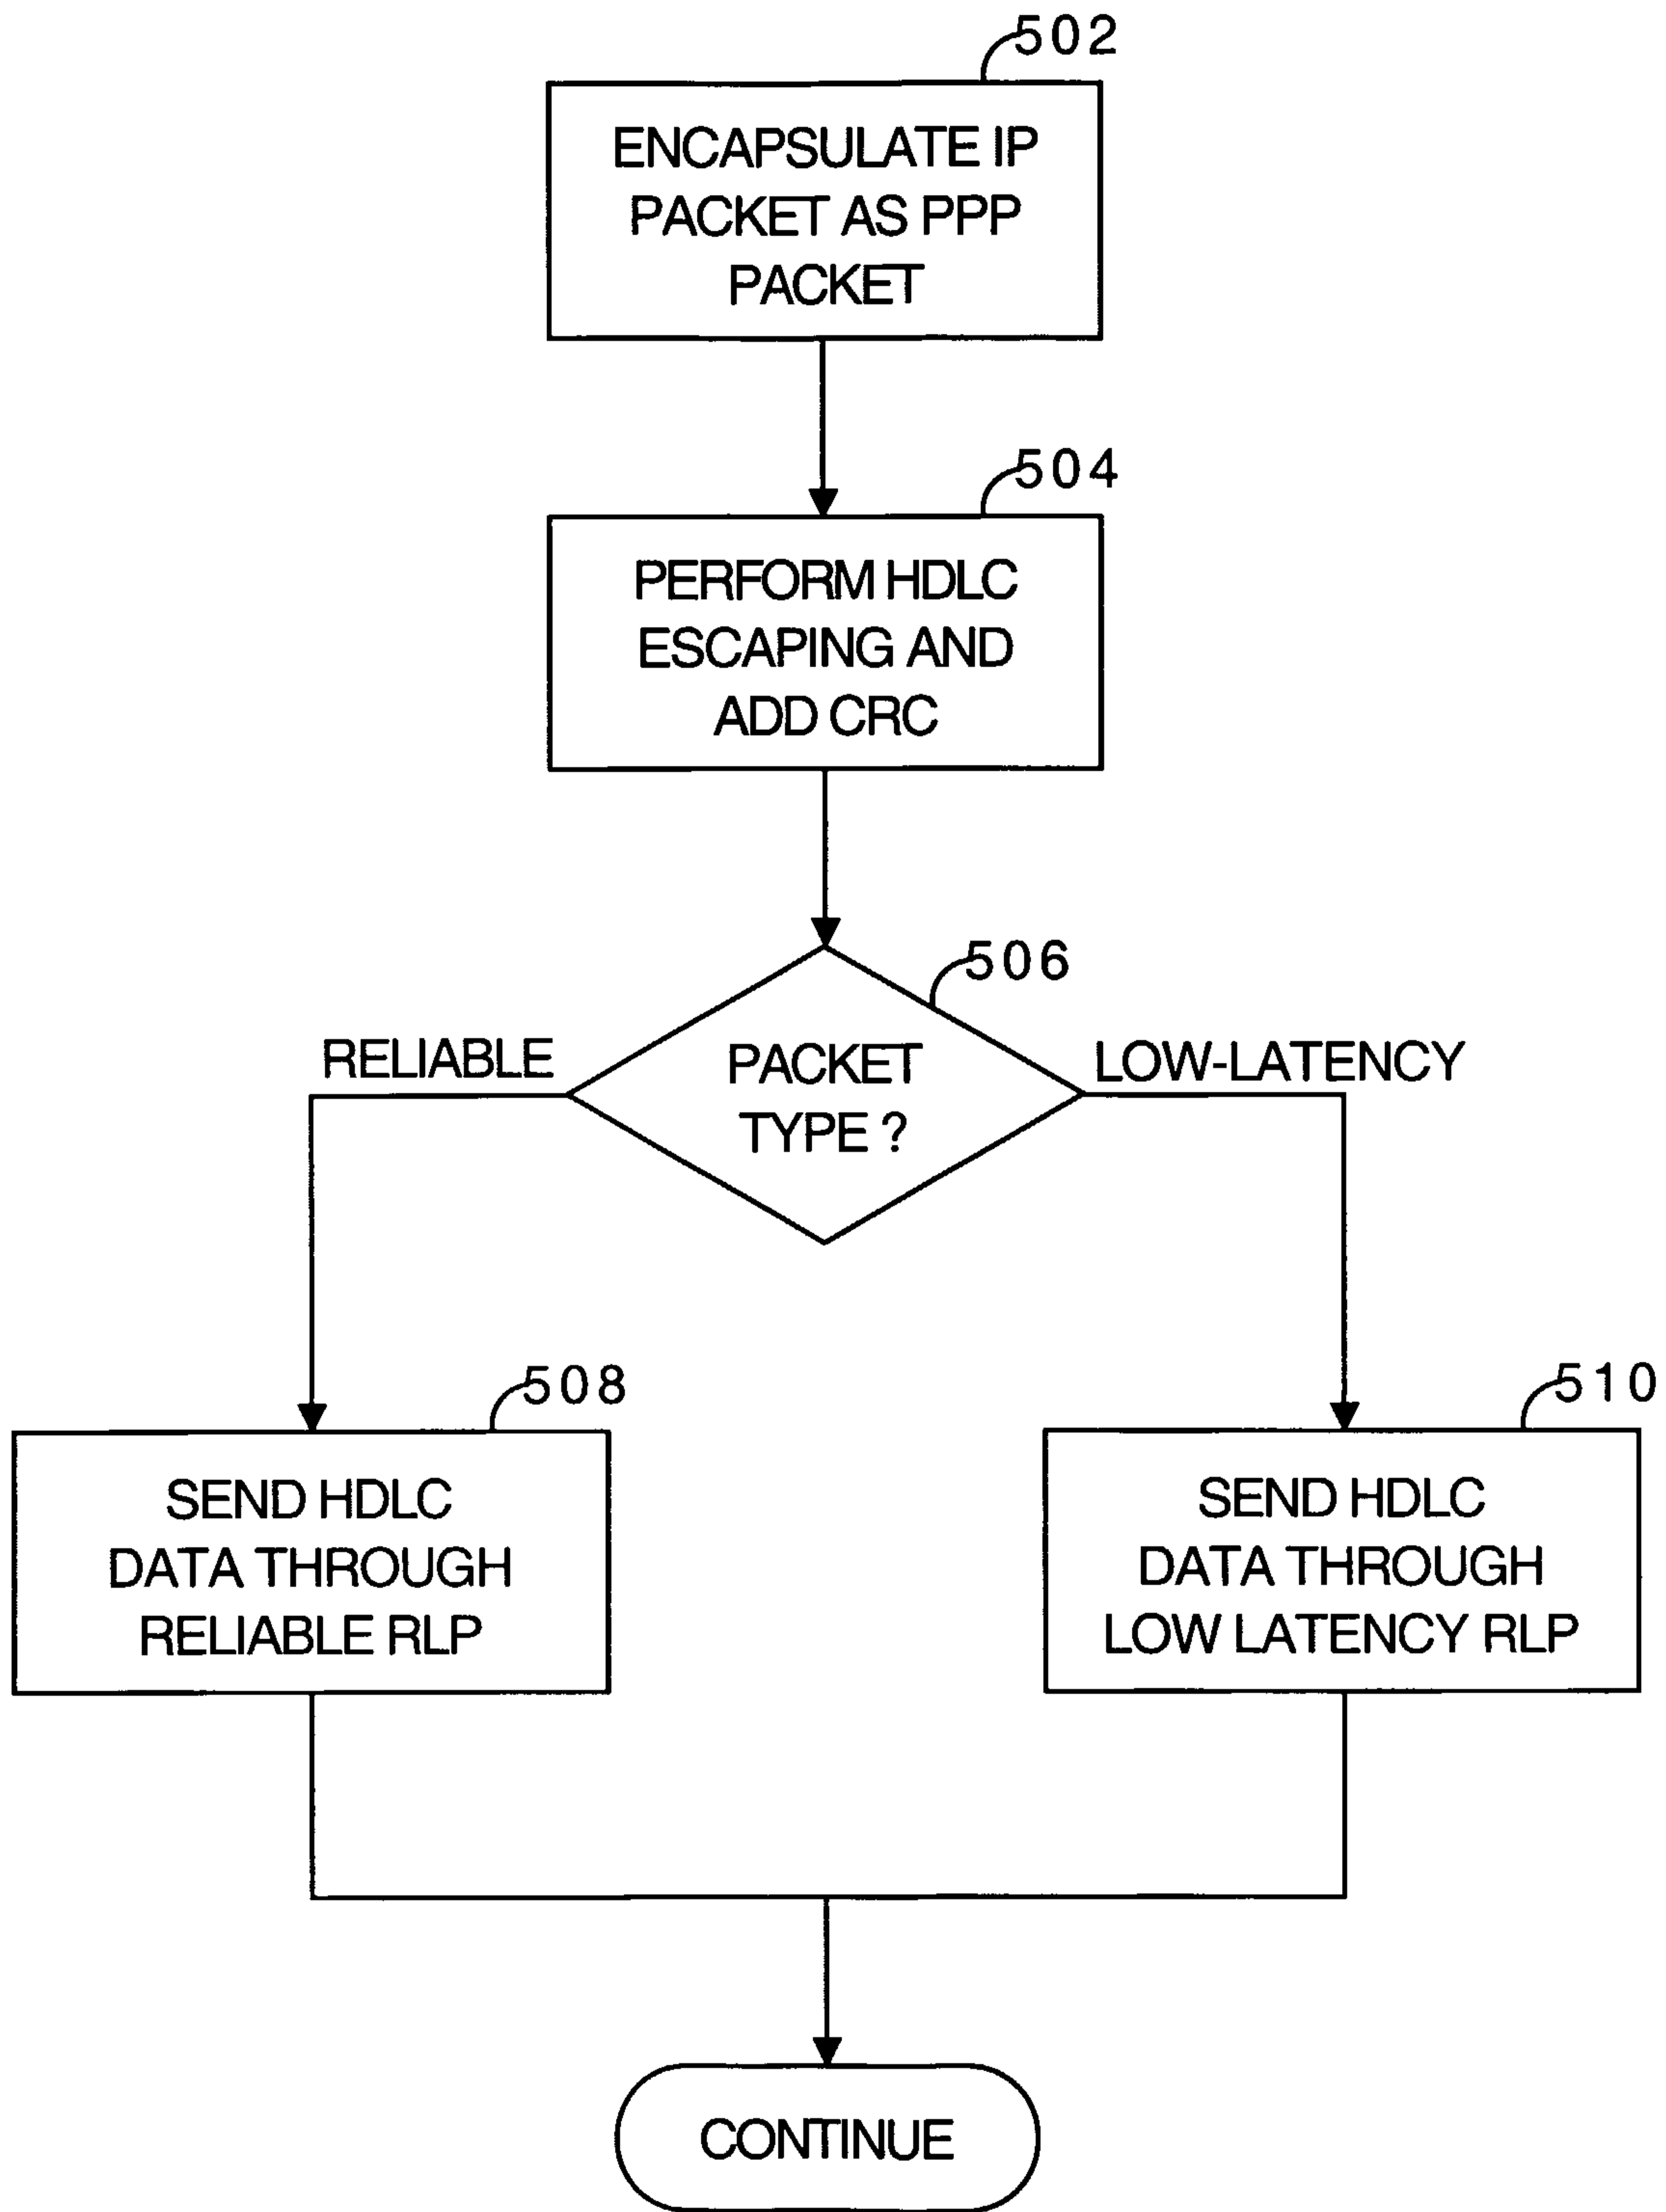 502
ENCAPSULATE IP
PACKET AS PPP
PACKET
504
PERFORM HDLC
ESCAPING AND
ADD CRC
506
RELIABLE
PACKET
TYPE ?
LOW-LATENCY
508
SEND HDLC
DATA THROUGH
RELIABLE RLP
510
SEND HDLC
DATA THROUGH
LOW LATENCY RLP
CONTINUE